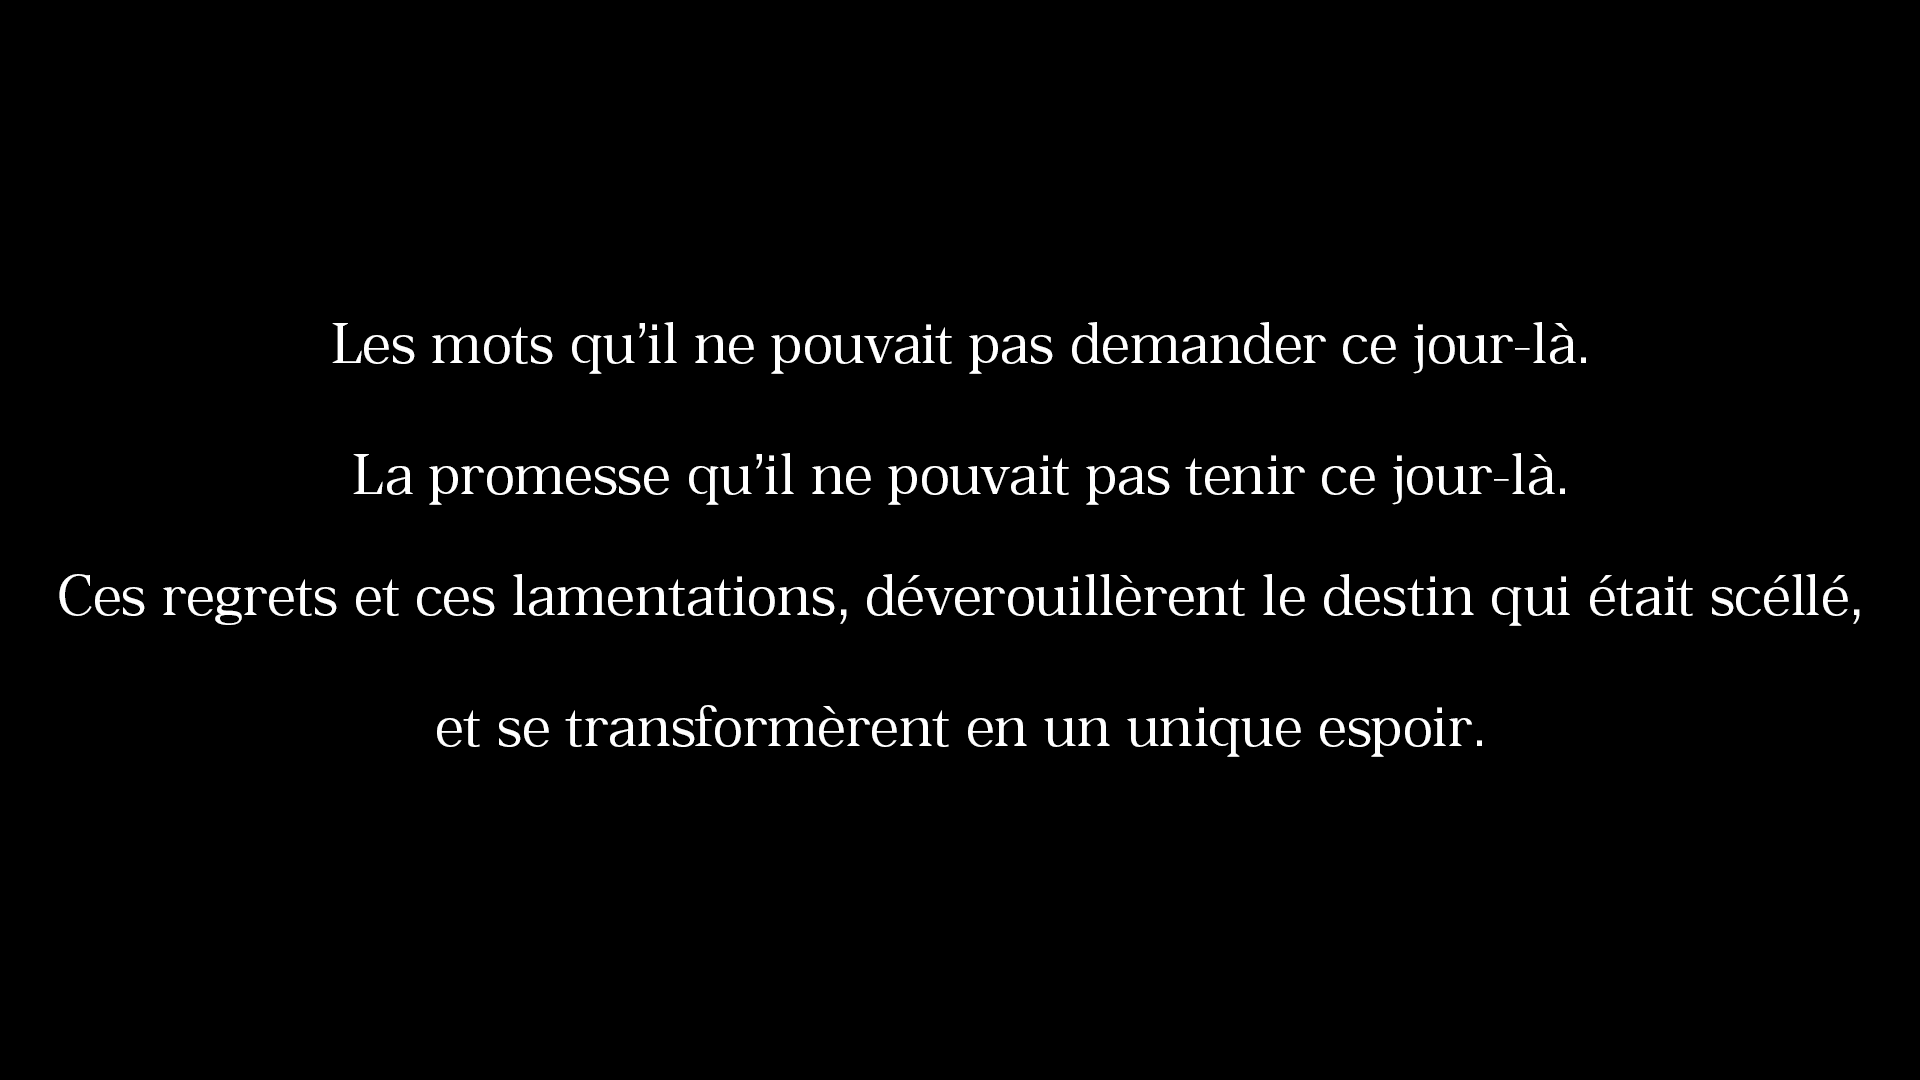 Les mots qu’il ne pouvait pas demander ce jour-là.
La promesse qu’il ne pouvait pas tenir ce jour-là.
Ces regrets et ces lamentations, déverouillèrent le destin qui était scéllé,
et se transformèrent en un unique espoir.